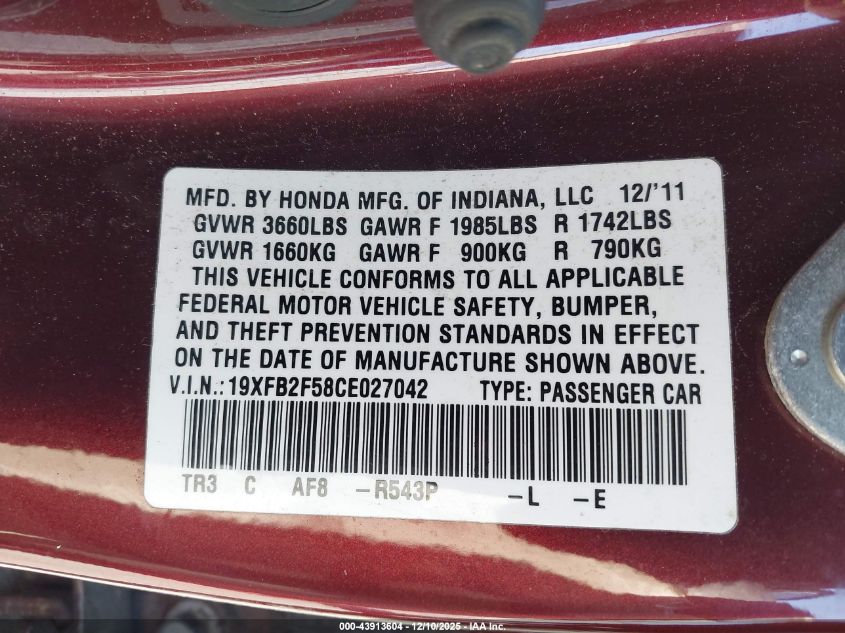 MFD. BY HONDA MFG. OF INDIANA, LLC 12/'11
GVWR 3660LBS GAWR F 1985LBS R 1742LBS
GVWR 1660KG GAWR F 900KG R 790KG
THIS VEHICLE CONFORMS TO ALL APPLICABLE
FEDERAL MOTOR VEHICLE SAFETY, BUMPER,
AND THEFT PREVENTION STANDARDS IN EFFECT
ON THE DATE OF MANUFACTURE SHOWN ABOVE.
V.I.N.: 19XFB2F58CE027042 TYPE: PASSENGER CAR
TR3 C AF8 -R543P -L -E
000-43913604 - 12/10/2025 - IAA Inc.